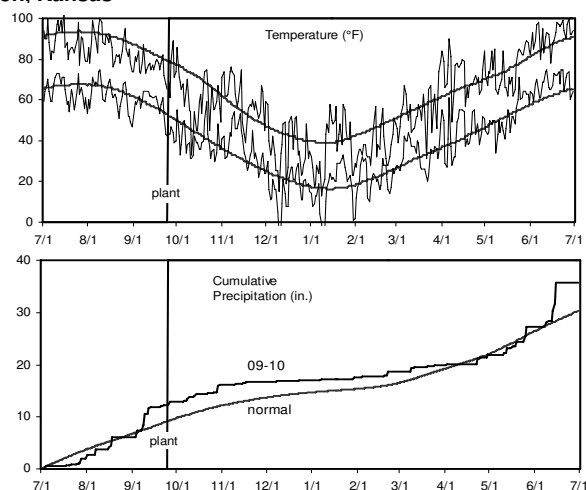 Kansas
Temperature (°F)
100
80
60
40
20
0
plant
7/1 8/1 9/1 10/1 11/1 12/1 1/1 2/1 3/1 4/1 5/1 6/1 7/1
Cumulative
Precipitation (in.)
40
30
20
10
0
09-10
normal
plant
7/1 8/1 9/1 10/1 11/1 12/1 1/1 2/1 3/1 4/1 5/1 6/1 7/1